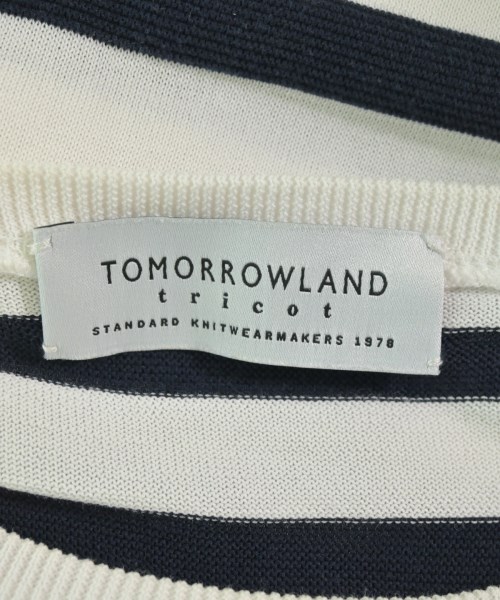 TOMORROWLAND
tricot
STANDARD KNITWEARMAKERS 1978